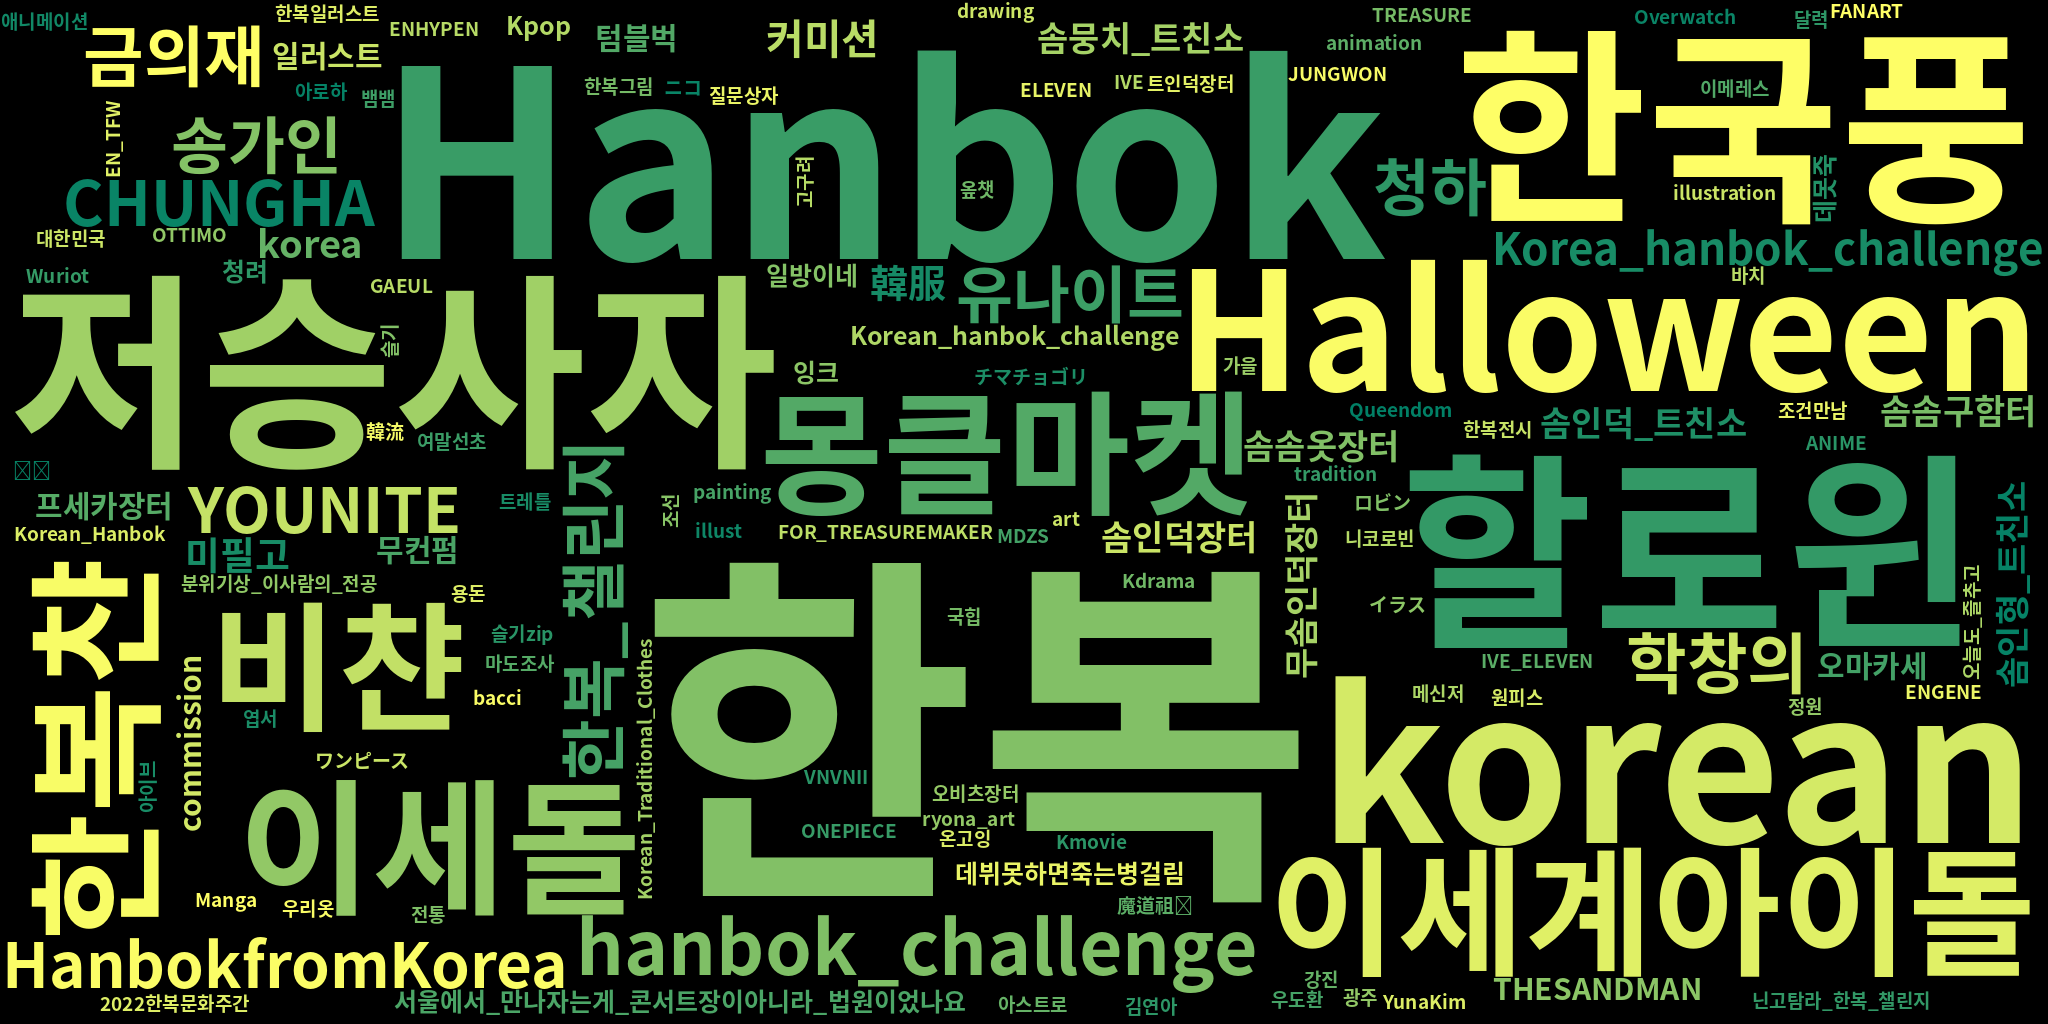 애니메이션
한복일러스트
ENHYPEN
Kpop
텀블벅
커미션
drawing
솜뭉치_트친소
TREASURE
animation
Overwatch
달력
FANART
금의재
일러스트
아로하
뱀뱀
한복그림
ニコ
질문상자
ELEVEN
IVE
트인덕장터
JUNGWON
이메레스
한국풍
Hanbok
EN_TFW
송가인
CHUNGHA
고구려
옾챗
청하
illustration
데못죽
대한민국
OTTIMO
korea
Korea_hanbok_challenge
Wuriot
청려
GAEUL
일방이네
韓服
유나이트
Halloween
바치
저승사자
슬기
Korean_hanbok_challenge
가을
잉크
チマチョゴリ
몽클마켓
Queendom
한복전시
솜인덕_트친소
조건만남
솜솜구함터
韓流
여말선초
솜솜옷장터
tradition
ANIME
할로윈
프세카장터
YOUNITE
트레틀
한복_챌린지
조선
painting
illust
FOR_TREASUREMAKER
MDZS
art
솜인덕장터
무솜인덕장터
ロビン
니코로빈
솜인형_트친소
Korean_Hanbok
미필고
무컨펌
분위기상_이사람의_전공
용돈
한복
Kdrama
국힙
イラス
오늘도_줄추고
한복챤
비챤
슬기zip
마도조사
bacci
엽서
commission
Korean_Traditional_Clothes
IVE_ELEVEN
학창의
오마카세
메신저
원피스
정원
ENGENE
korean
ワンピース
아이브
이세돌
VNVNII
오비츠장터
ryona_art
ONEPIECE
온고잉
Kmovie
데뷔못하면죽는병걸림
이세계아이돌
Manga
우리옷
전통
魔道祖
HanbokfromKorea
hanbok_challenge
2022한복문화주간
서울에서_만나자는게_콘서트장이아니라_법원이었나요
아스트로
김연아
강진
우도환
광주
YunaKim
THESANDMAN
닌고탐라_한복_챌린지